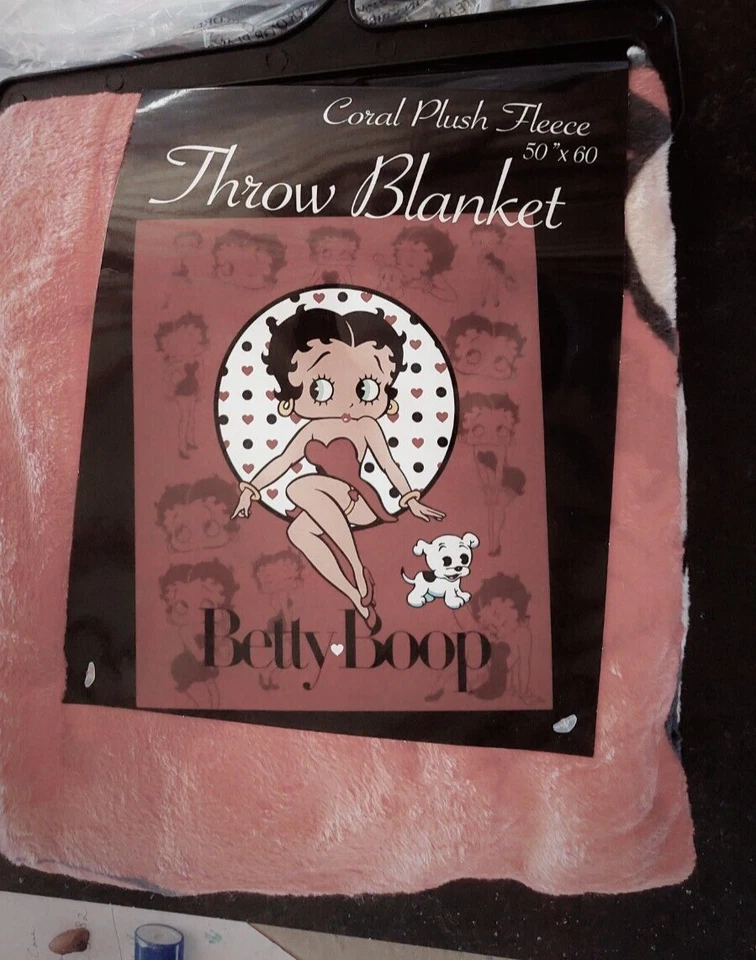 Coral Plush Fleece
50"x 60
Throw Blanket
Betty Boop